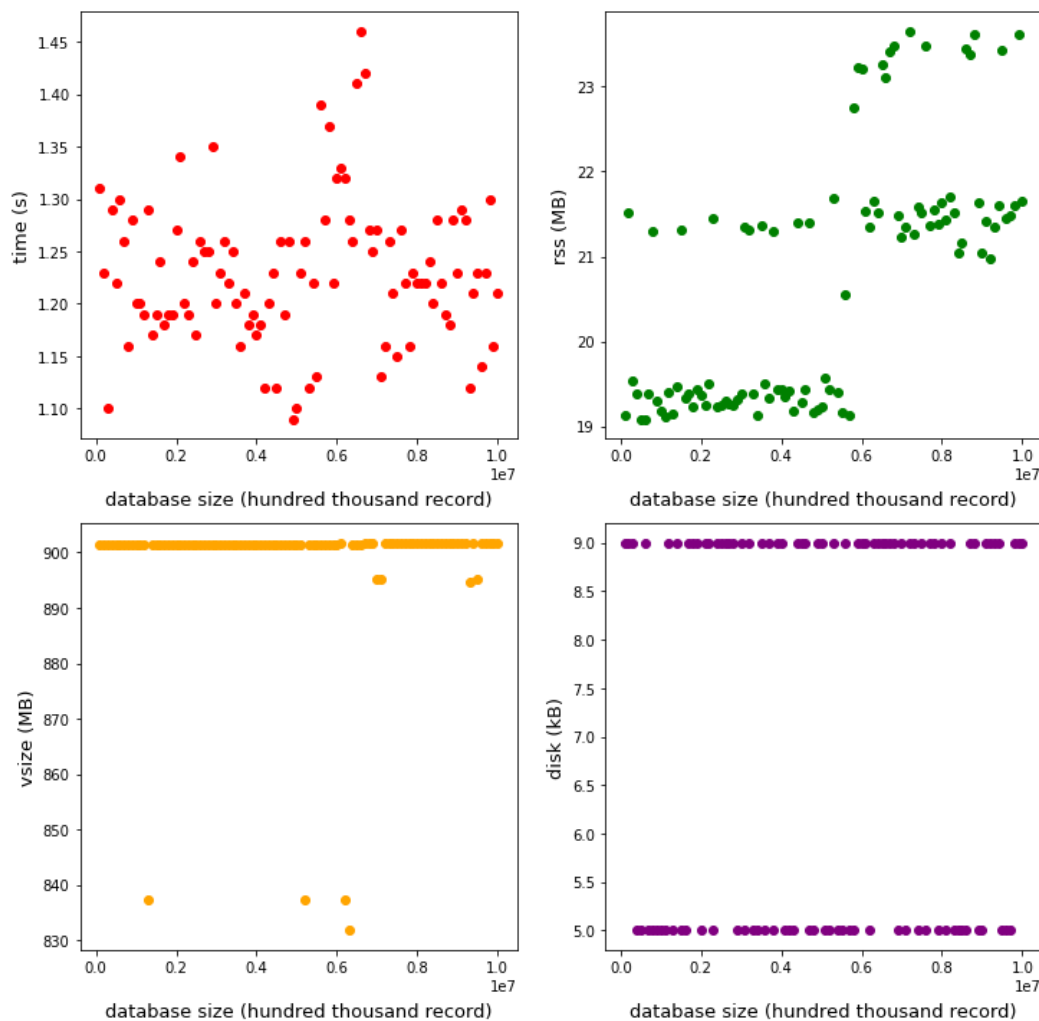 time (s)
1.45
1.40
1.35
1.30
1.25
1.20
1.15
1.10
0.0 0.2 0.4 0.6 0.8 1.0
1e7
database size (hundred thousand record)
rss (MB)
23
22
21
20
19
0.0 0.2 0.4 0.6 0.8 1.0
1e7
database size (hundred thousand record)
vsize (MB)
900
890
880
870
860
850
840
830
0.0 0.2 0.4 0.6 0.8 1.0
1e7
database size (hundred thousand record)
disk (kB)
9.0
8.5
8.0
7.5
7.0
6.5
6.0
5.5
5.0
0.0 0.2 0.4 0.6 0.8 1.0
1e7
database size (hundred thousand record)